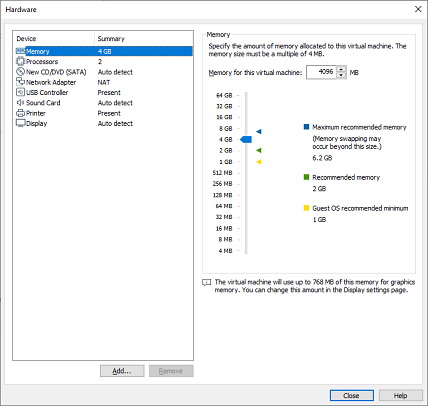 Hardware
Device Summary
Memory 4 GB
Processors 2
New CD/DVD (SATA) Auto detect
Network Adapter NAT
USB Controller Present
Sound Card Auto detect
Printer Present
Display Auto detect
Add...
Remove
Memory
Specify the amount of memory allocated to this virtual machine. The
memory size must be a multiple of 4 MB.
Memory for this virtual machine: 4096 MB
64 GB
32 GB
16 GB
8 GB
4 GB
2 GB
1 GB
512 MB
256 MB
128 MB
64 MB
32 MB
16 MB
8 MB
4 MB
Maximum recommended memory
(Memory swapping may
occur beyond this size.)
6.2 GB
Recommended memory
2 GB
Guest OS recommended minimum
1 GB
The virtual machine will use up to 768 MB of this memory for graphics
memory. You can change this amount in the Display settings page.
Close
Help